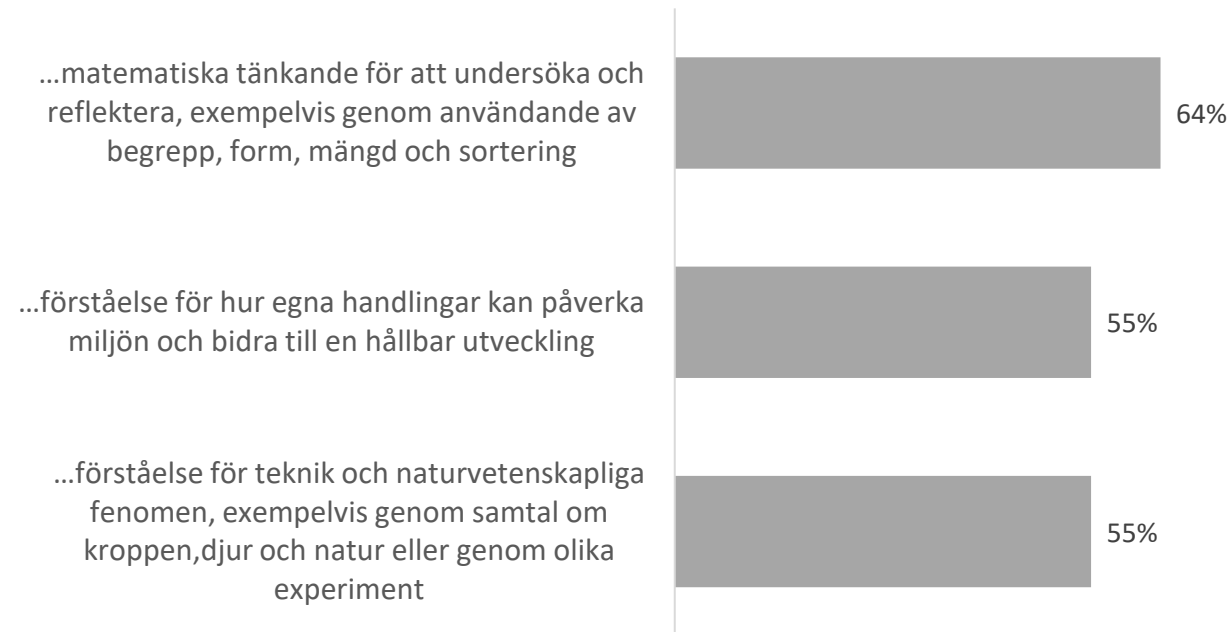 …matematiska tänkande för att undersöka och
reflektera, exempelvis genom användande av
begrepp, form, mängd och sortering
64%
…förståelse för hur egna handlingar kan påverka
miljön och bidra till en hållbar utveckling
55%
…förståelse för teknik och naturvetenskapliga
fenomen, exempelvis genom samtal om
kroppen,djur och natur eller genom olika
experiment
55%